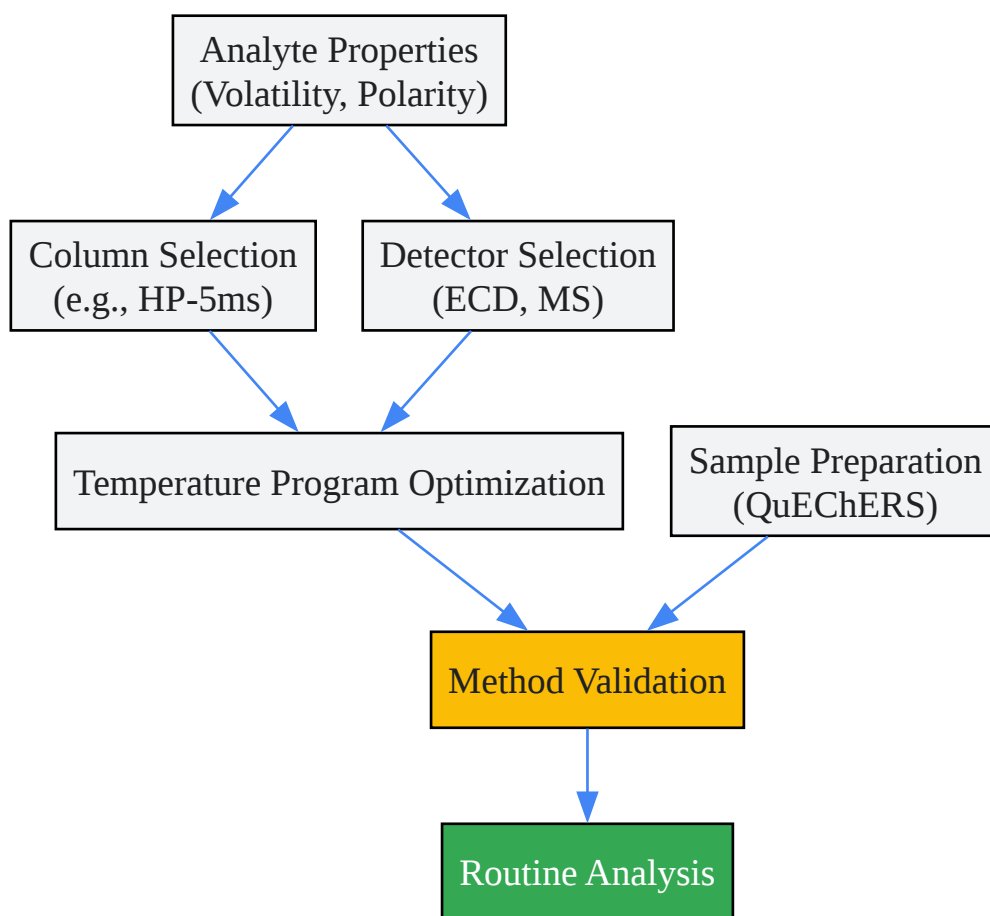 Analyte Properties
(Volatility, Polarity)
Column Selection
(e.g., HP-5ms)
Detector Selection
(ECD, MS)
Temperature Program Optimization
Sample Preparation
(QuEChERS)
Method Validation
Routine Analysis